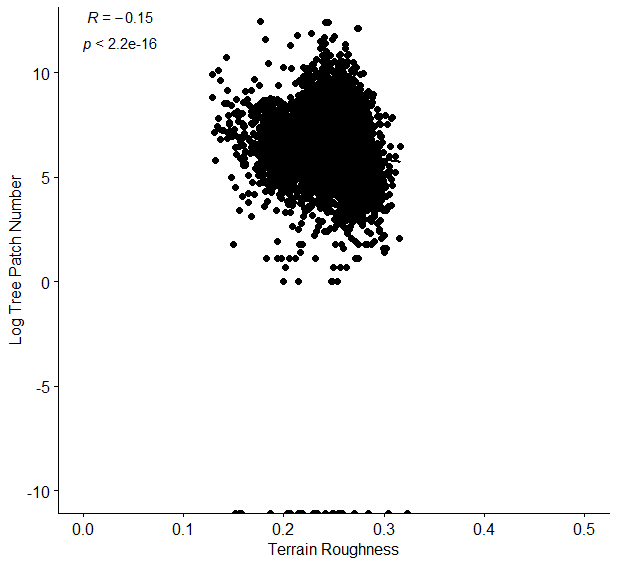 R = −0.15
p < 2.2e-16
10
5
0
-5
-10
Log Tree Patch Number
0.0 0.1 0.2 0.3 0.4 0.5
Terrain Roughness